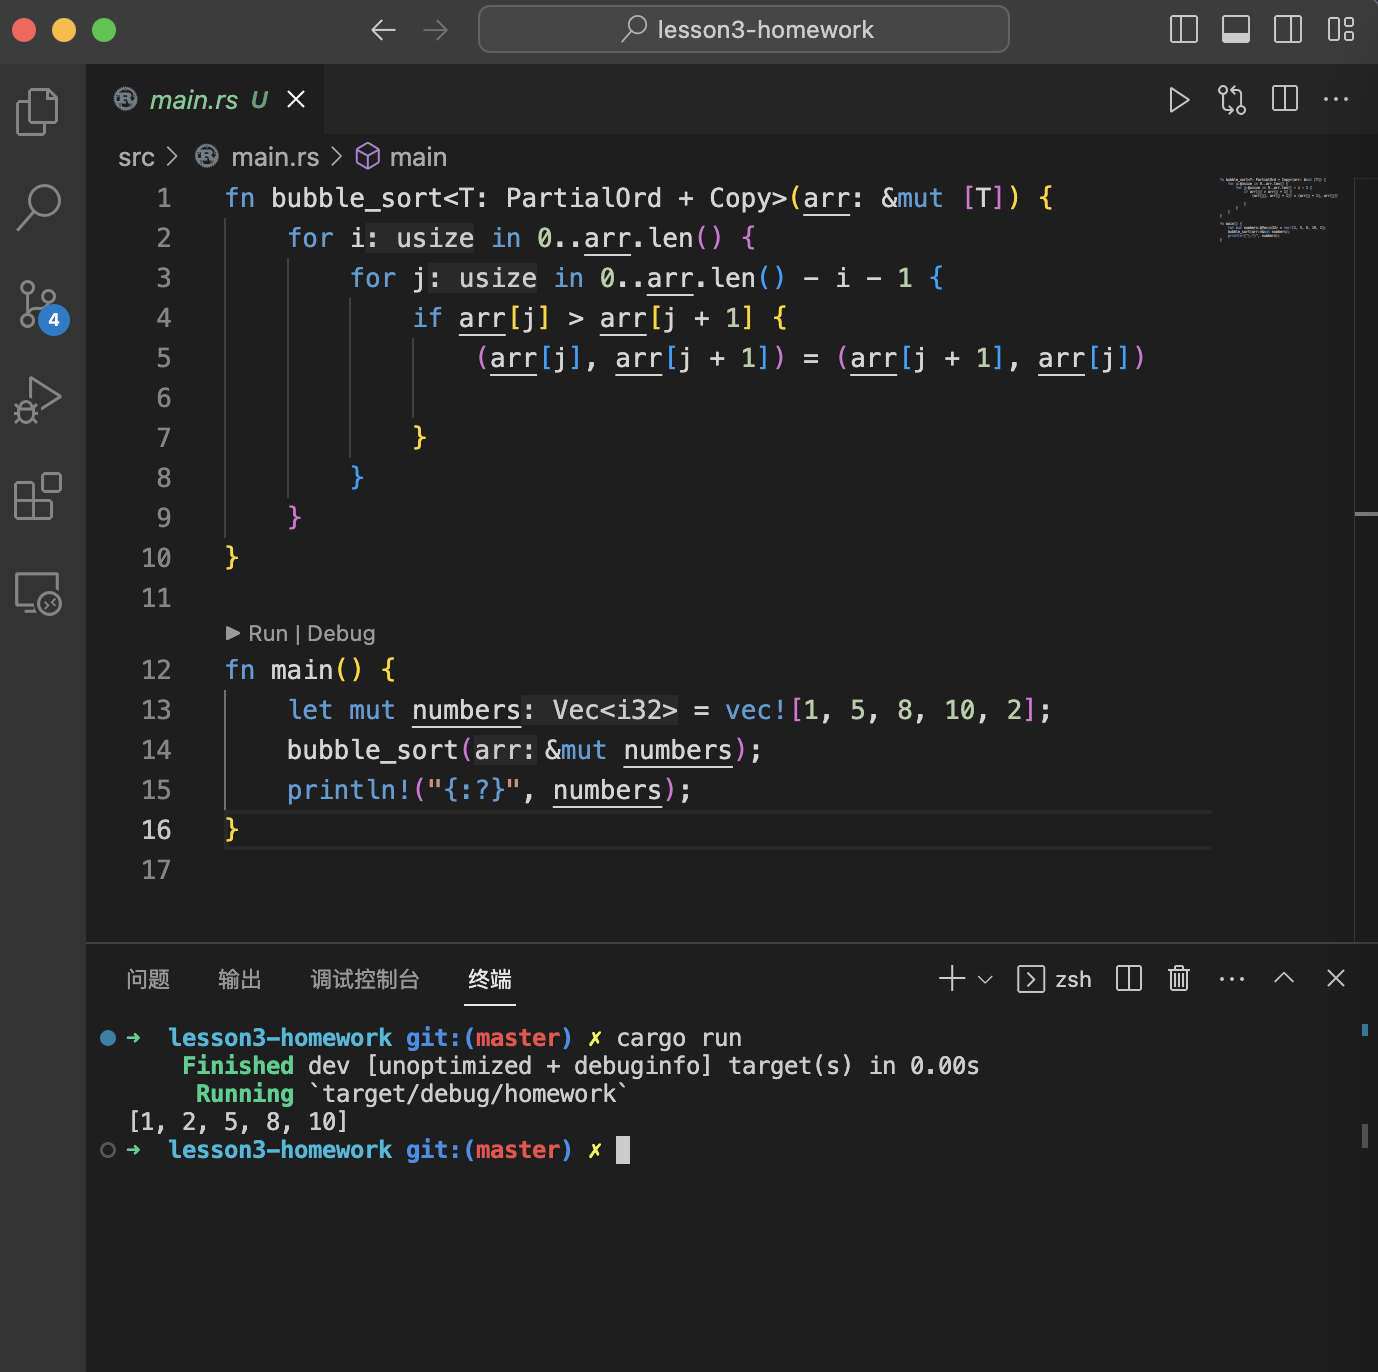 lesson3-homework
main.rs U
src > main.rs > main
1 fn bubble_sort<T: PartialOrd + Copy>(arr: &mut [T]) {
2 for i: usize in 0..arr.len() {
3 for j: usize in 0..arr.len() - i - 1 {
4 if arr[j] > arr[j + 1] {
5 (arr[j], arr[j + 1]) = (arr[j + 1], arr[j])
6
7 }
8 }
9 }
10 }
11
Run | Debug
12 fn main() {
13 let mut numbers: Vec<i32> = vec![1, 5, 8, 10, 2];
14 bubble_sort(arr: &mut numbers);
15 println!("{:?}", numbers);
16 }
17
4
问题 输出 调试控制台 终端 zsh
➜ lesson3-homework git:(master) ✗ cargo run
Finished dev [unoptimized + debuginfo] target(s) in 0.00s
Running `target/debug/homework`
[1, 2, 5, 8, 10]
➜ lesson3-homework git:(master) ✗